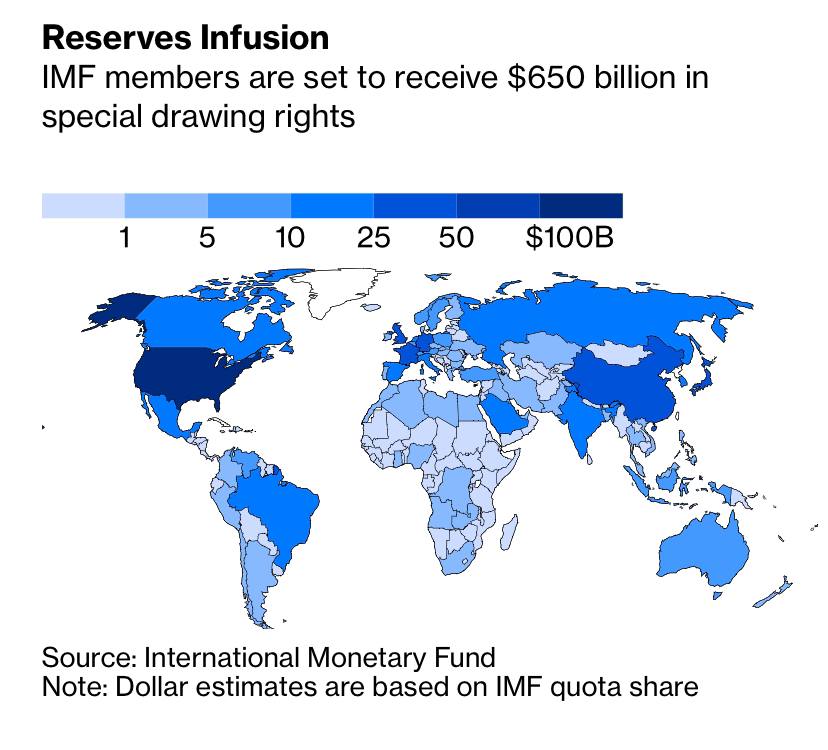 Reserves Infusion
IMF members are set to receive $650 billion in
special drawing rights
1 5 10 25 50 $100B
Source: International Monetary Fund
Note: Dollar estimates are based on IMF quota share